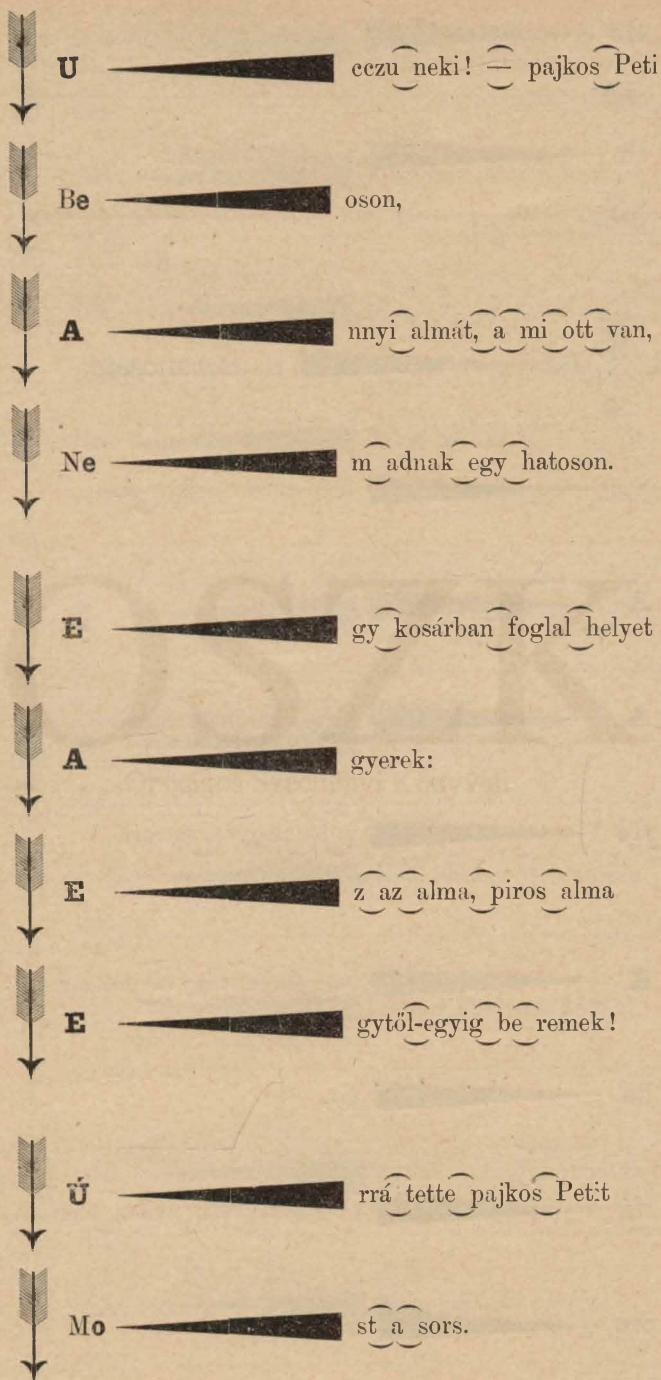 U cczu neki! — pajkos Peti
Be oson,
A nnyi almát, a mi ott van,
Ne m adnak egy hatoson.
E gy kosárban foglal helyet
A gyerek:
E z az alma, piros alma
E gytől-egyig be remek!
Ú rrá tette pajkos Petit
Mo st a sors.